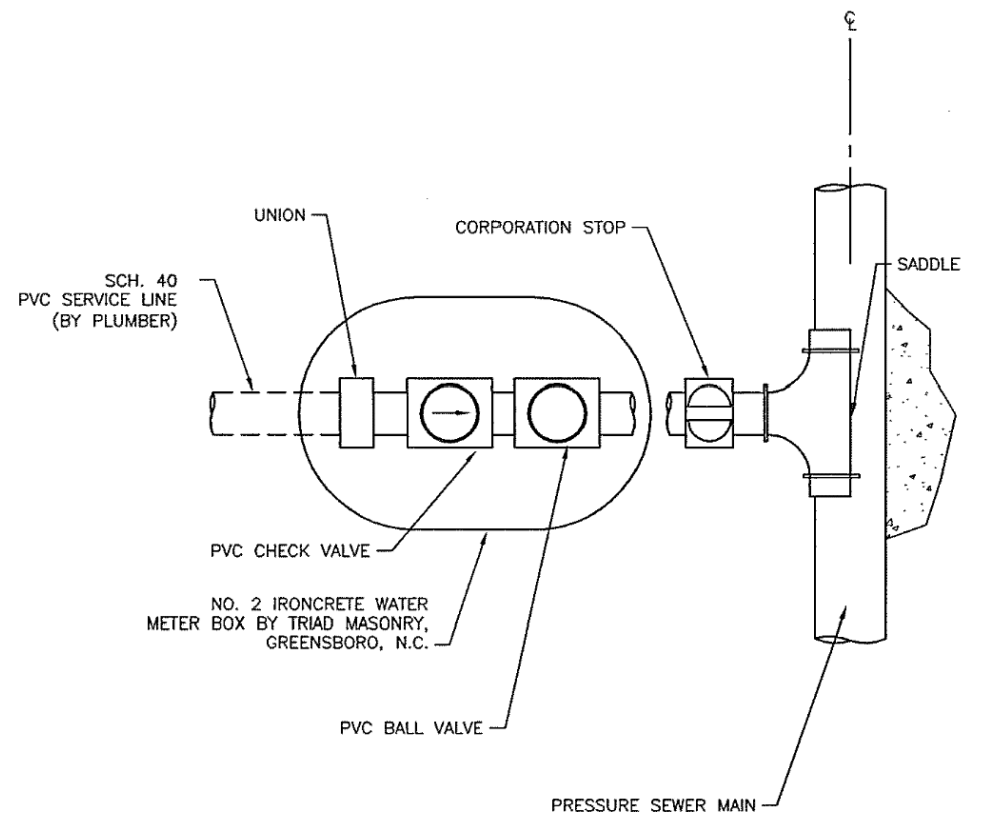 ℄
UNION
CORPORATION STOP
SADDLE
SCH. 40
PVC SERVICE LINE
(BY PLUMBER)
PVC CHECK VALVE
NO. 2 IRONCRETE WATER
METER BOX BY TRIAD MASONRY,
GREENSBORO, N.C.
PVC BALL VALVE
PRESSURE SEWER MAIN